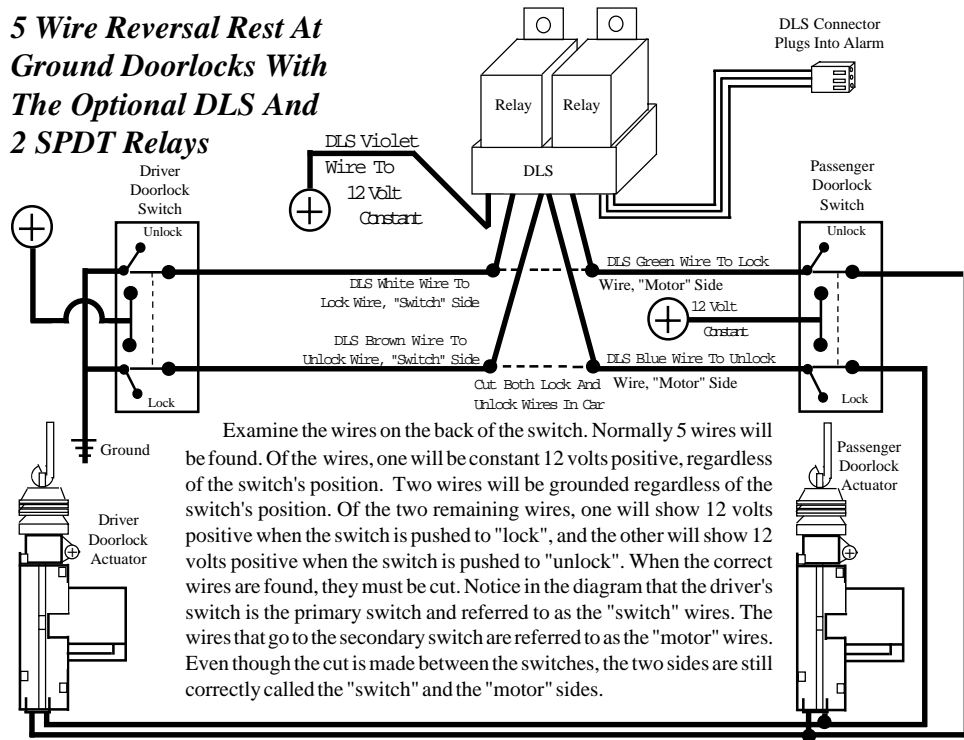 5 Wire Reversal Rest At
Ground Doorlocks With
The Optional DLS And
2 SPDT Relays
DLS Connector
Plugs Into Alarm
Relay
Relay
DLS
DLS Violet
Wire To
12 Volt
Constant
Driver
Doorlock
Switch
Unlock
Passenger
Doorlock
Switch
Unlock
DLS White Wire To
Lock Wire, "Switch" Side
DLS Green Wire To Lock
Wire, "Motor" Side
12 Volt
Constant
DLS Brown Wire To
Unlock Wire, "Switch" Side
DLS Blue Wire To Unlock
Wire, "Motor" Side
Cut Both Lock And
Unlock Wires In Car
Lock
Lock
Ground
Driver
Doorlock
Actuator
Passenger
Doorlock
Actuator
Examine the wires on the back of the switch. Normally 5 wires will
be found. Of the wires, one will be constant 12 volts positive, regardless
of the switch's position. Two wires will be grounded regardless of the
switch's position. Of the two remaining wires, one will show 12 volts
positive when the switch is pushed to "lock", and the other will show 12
volts positive when the switch is pushed to "unlock". When the correct
wires are found, they must be cut. Notice in the diagram that the driver's
switch is the primary switch and referred to as the "switch" wires. The
wires that go to the secondary switch are referred to as the "motor" wires.
Even though the cut is made between the switches, the two sides are still
correctly called the "switch" and the "motor" sides.